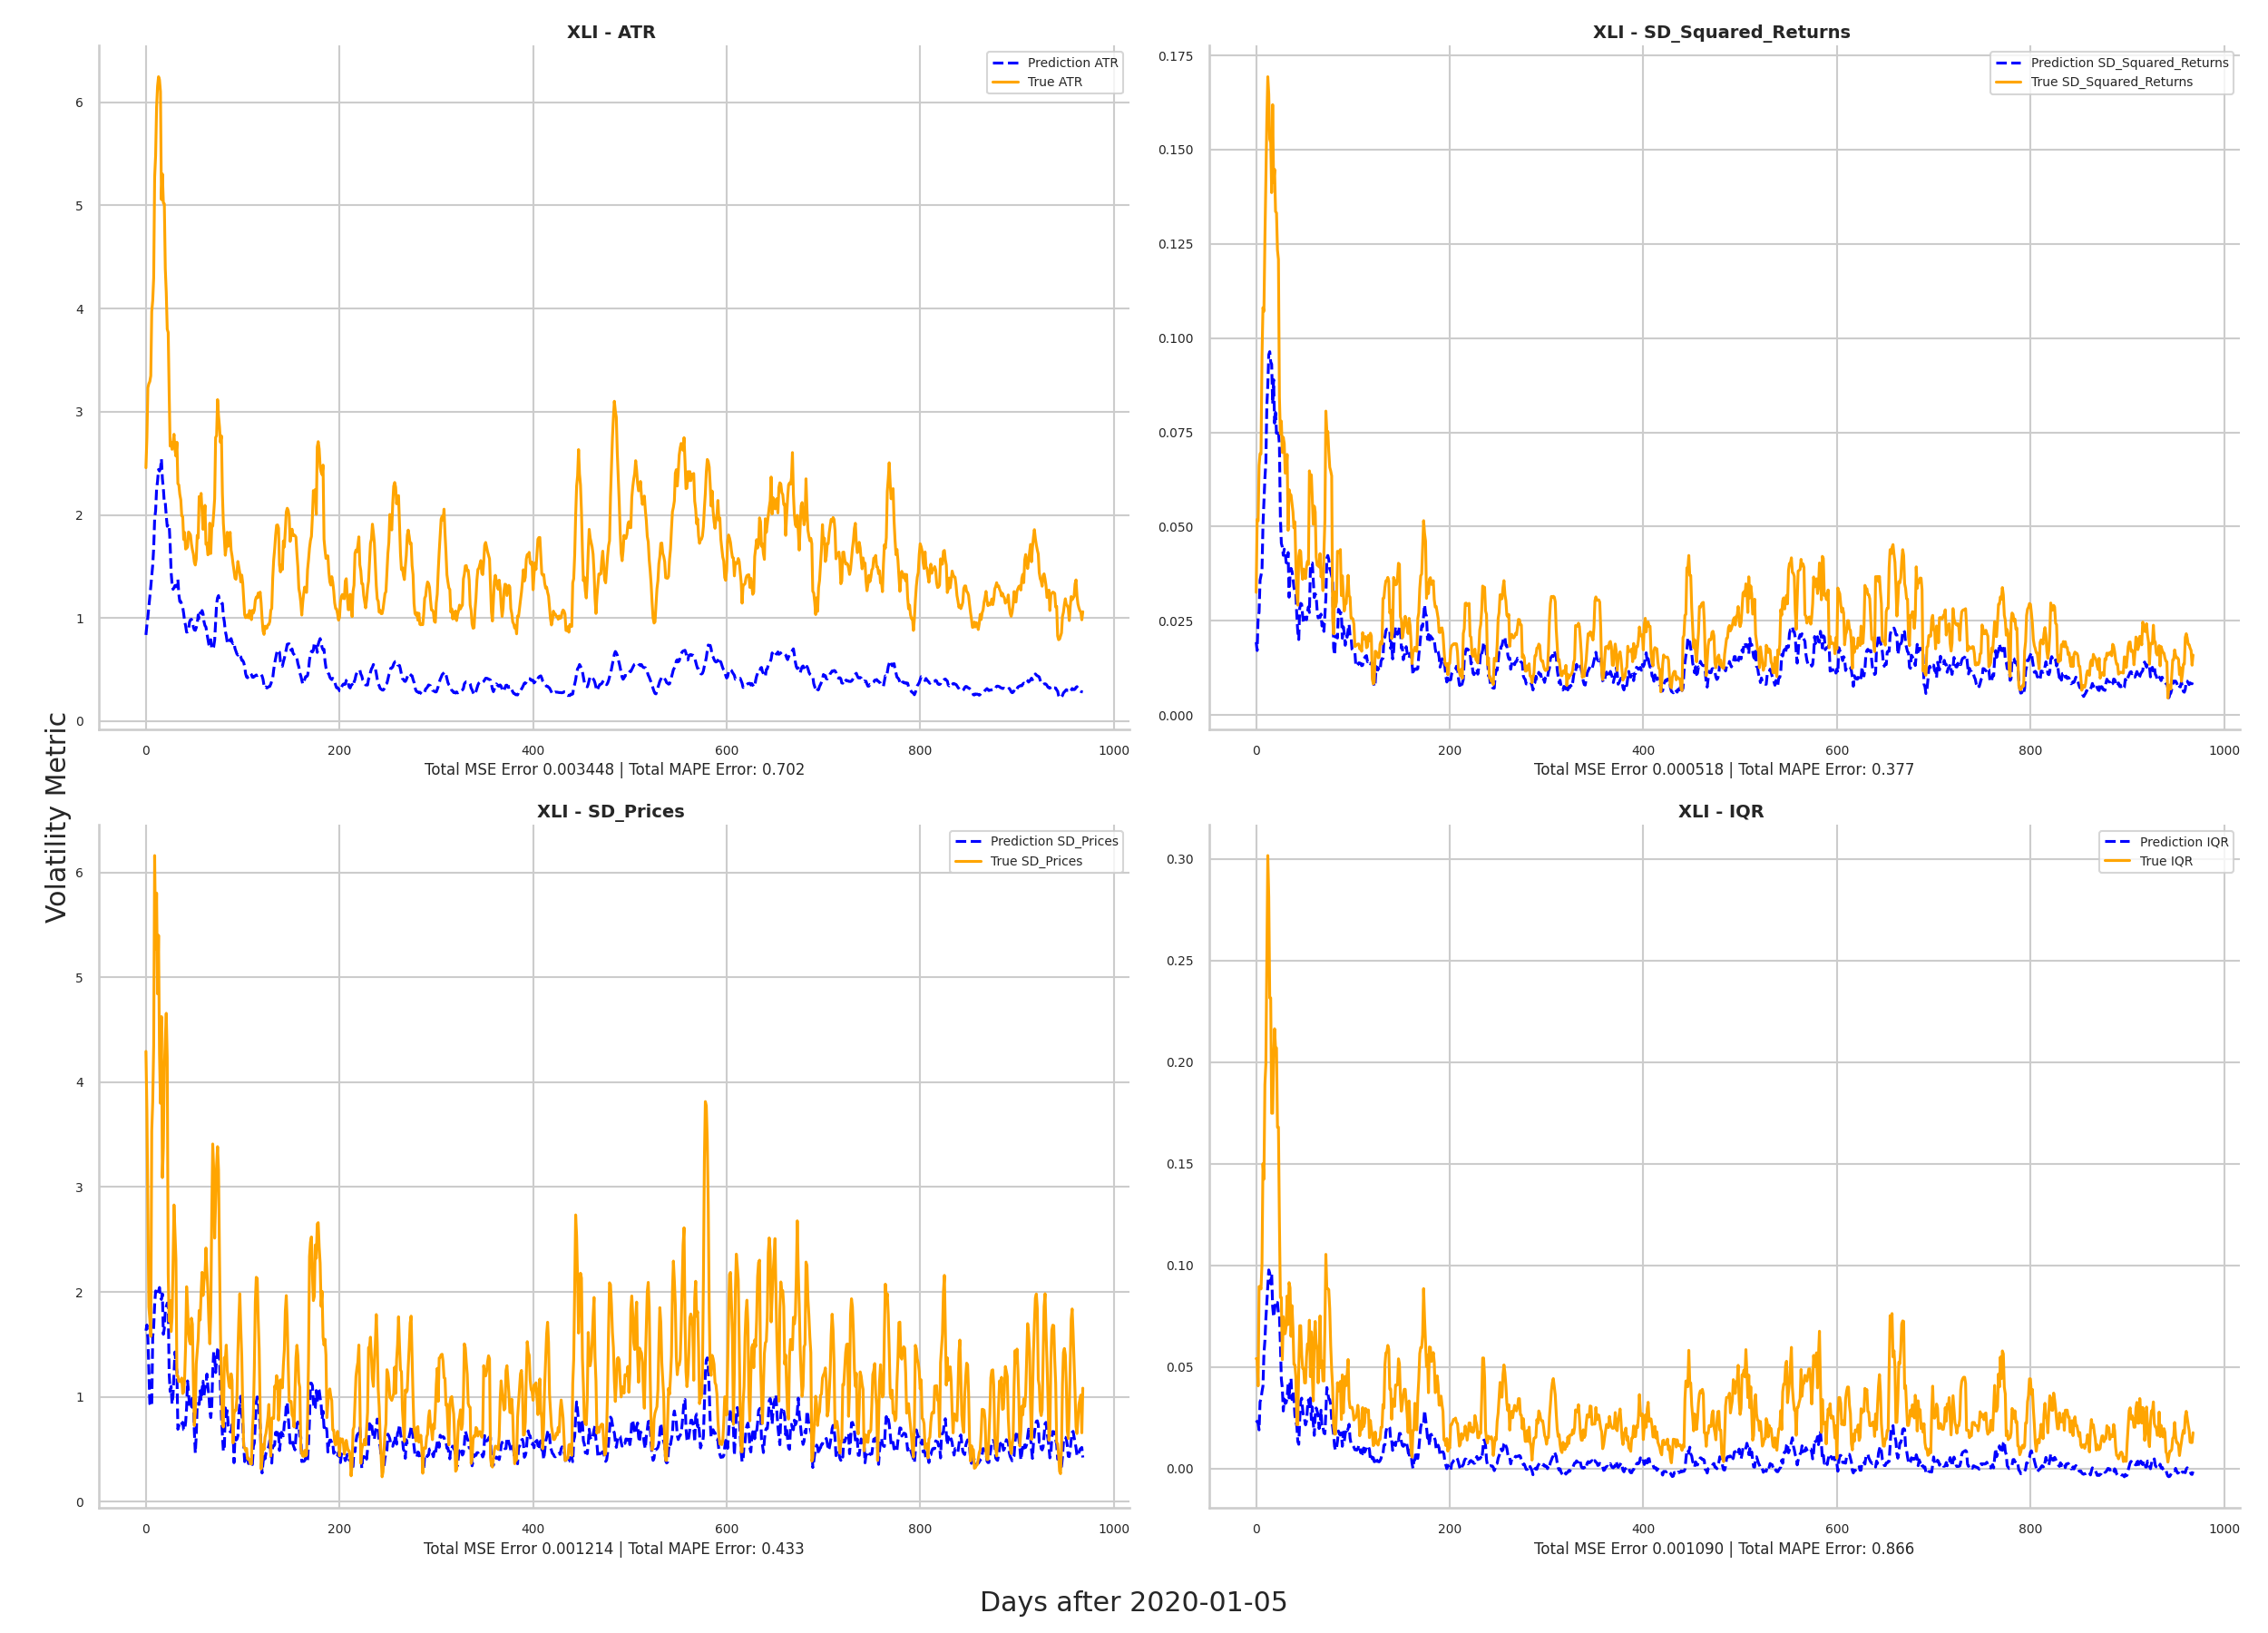 XLI - ATR
Prediction ATR
True ATR
6
5
4
3
2
1
0
0 200 400 600 800 1000
Total MSE Error 0.003448 | Total MAPE Error: 0.702
XLI - SD_Squared_Returns
Prediction SD_Squared_Returns
True SD_Squared_Returns
0.175
0.150
0.125
0.100
0.075
0.050
0.025
0.000
0 200 400 600 800 1000
Total MSE Error 0.000518 | Total MAPE Error: 0.377
Volatility Metric
XLI - SD_Prices
Prediction SD_Prices
True SD_Prices
6
5
4
3
2
1
0
0 200 400 600 800 1000
Total MSE Error 0.001214 | Total MAPE Error: 0.433
XLI - IQR
Prediction IQR
True IQR
0.30
0.25
0.20
0.15
0.10
0.05
0.00
0 200 400 600 800 1000
Total MSE Error 0.001090 | Total MAPE Error: 0.866
Days after 2020-01-05